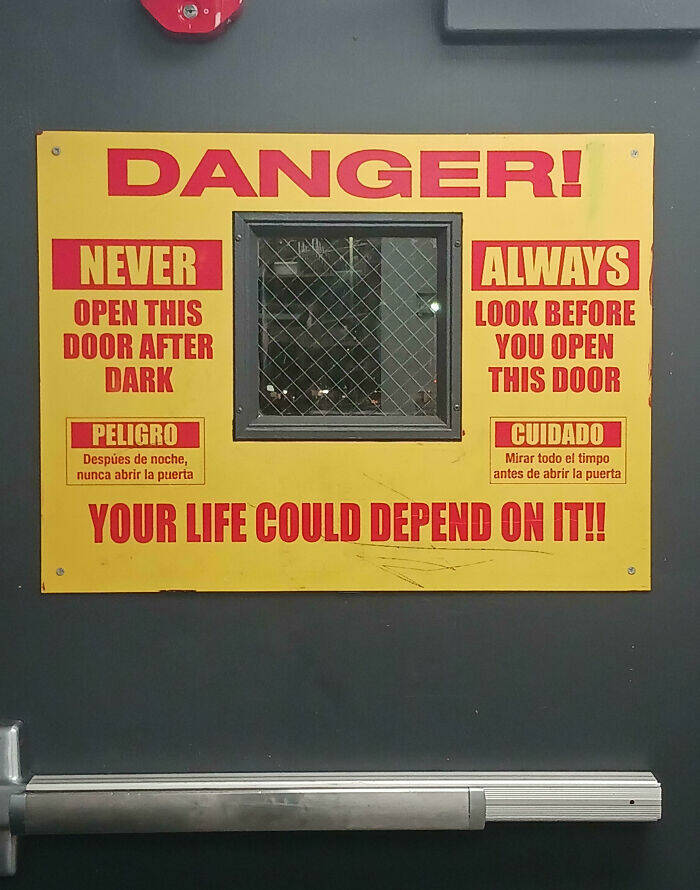 DANGER!
NEVER
OPEN THIS
DOOR AFTER
DARK
PELIGRO
Despúes de noche,
nunca abrir la puerta
ALWAYS
LOOK BEFORE
YOU OPEN
THIS DOOR
CUIDADO
Mirar todo el timpo
antes de abrir la puerta
YOUR LIFE COULD DEPEND ON IT!!